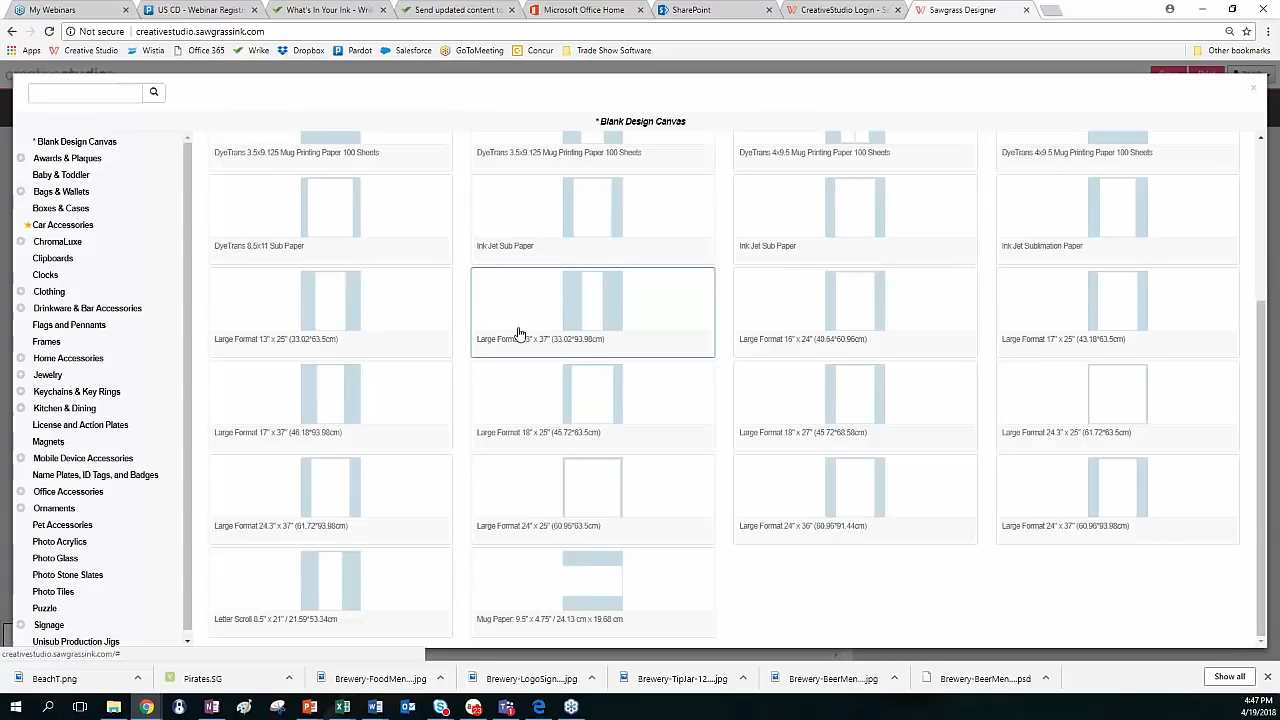 My Webinars
US CD - Webinar Registr
What's In Your Ink - Wrik
Send updated content to
Microsoft Office Home
SharePoint
CreativeStudio Login - Sa
Sawgrass Designer
Not secure creativestudio.sawgrassink.com
Apps Creative Studio Wistia Office 365 Wrike Dropbox Pardot Salesforce GoToMeeting Concur Trade Show Software Other bookmarks
* Blank Design Canvas
* Blank Design Canvas
Awards & Plaques
Baby & Toddler
Bags & Wallets
Boxes & Cases
Car Accessories
ChromaLuxe
Clipboards
Clocks
Clothing
Drinkware & Bar Accessories
Flags and Pennants
Frames
Home Accessories
Jewelry
Keychains & Key Rings
Kitchen & Dining
License and Action Plates
Magnets
Mobile Device Accessories
Name Plates, ID Tags, and Badges
Office Accessories
Ornaments
Pet Accessories
Photo Acrylics
Photo Glass
Photo Stone Slates
Photo Tiles
Puzzle
Signage
Unisub Production Jigs
DyeTrans 3.5x9.125 Mug Printing Paper 100 Sheets
DyeTrans 3.5x9.125 Mug Printing Paper 100 Sheets
DyeTrans 4x9.5 Mug Printing Paper 100 Sheets
DyeTrans 4x9.5 Mug Printing Paper 100 Sheets
DyeTrans 8.5x11 Sub Paper
Ink Jet Sub Paper
Ink Jet Sub Paper
Ink Jet Sublimation Paper
Large Format 13" x 25" (33.02*63.5cm)
Large Format x 37" (33.02*93.98cm)
Large Format 16" x 24" (40.64*60.96cm)
Large Format 17" x 25" (43.18*63.5cm)
Large Format 17" x 37" (46.18*93.98cm)
Large Format 18" x 25" (45.72*63.5cm)
Large Format 18" x 27" (45.72*68.58cm)
Large Format 24.3" x 25" (61.72*63.5cm)
Large Format 24.3" x 37" (61.72*93.98cm)
Large Format 24" x 25" (60.95*63.5cm)
Large Format 24" x 36" (60.96*91.44cm)
Large Format 24" x 37" (60.96*93.98cm)
Letter Scroll 8.5" x 21" / 21.59*53.34cm
Mug Paper: 9.5" x 4.75" / 24.13 cm x 19.68 cm
creativestudio.sawgrassink.com/#
BeachT.png
Pirates.SG
Brewery-FoodMen....jpg
Brewery-LogoSign....jpg
Brewery-TipJar-12....jpg
Brewery-BeerMen....jpg
Brewery-BeerMen....psd
Show all
4:47 PM
4/19/2018